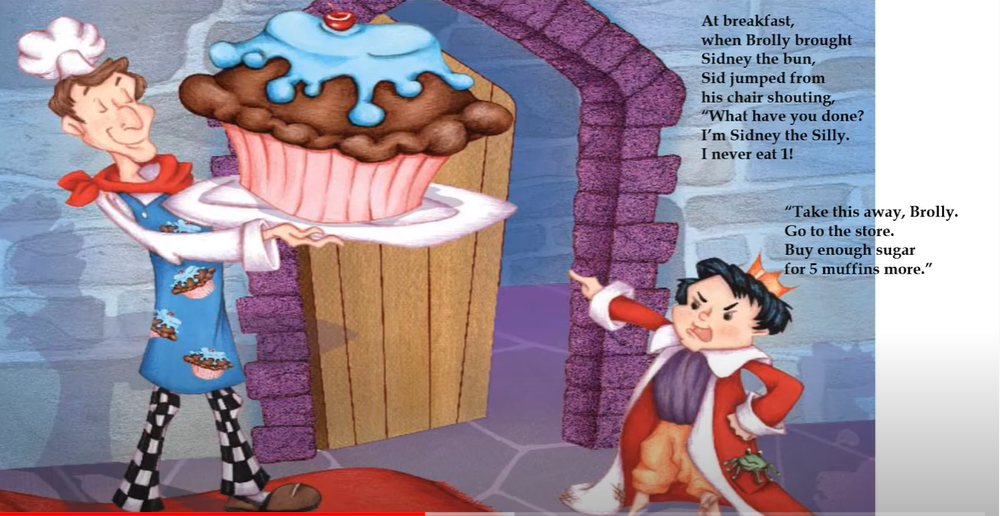 At breakfast,
when Brolly brought
Sidney the bun,
Sid jumped from
his chair shouting,
“What have you done?
I’m Sidney the Silly.
I never eat 1!
“Take this away, Brolly.
Go to the store.
Buy enough sugar
for 5 muffins more.”